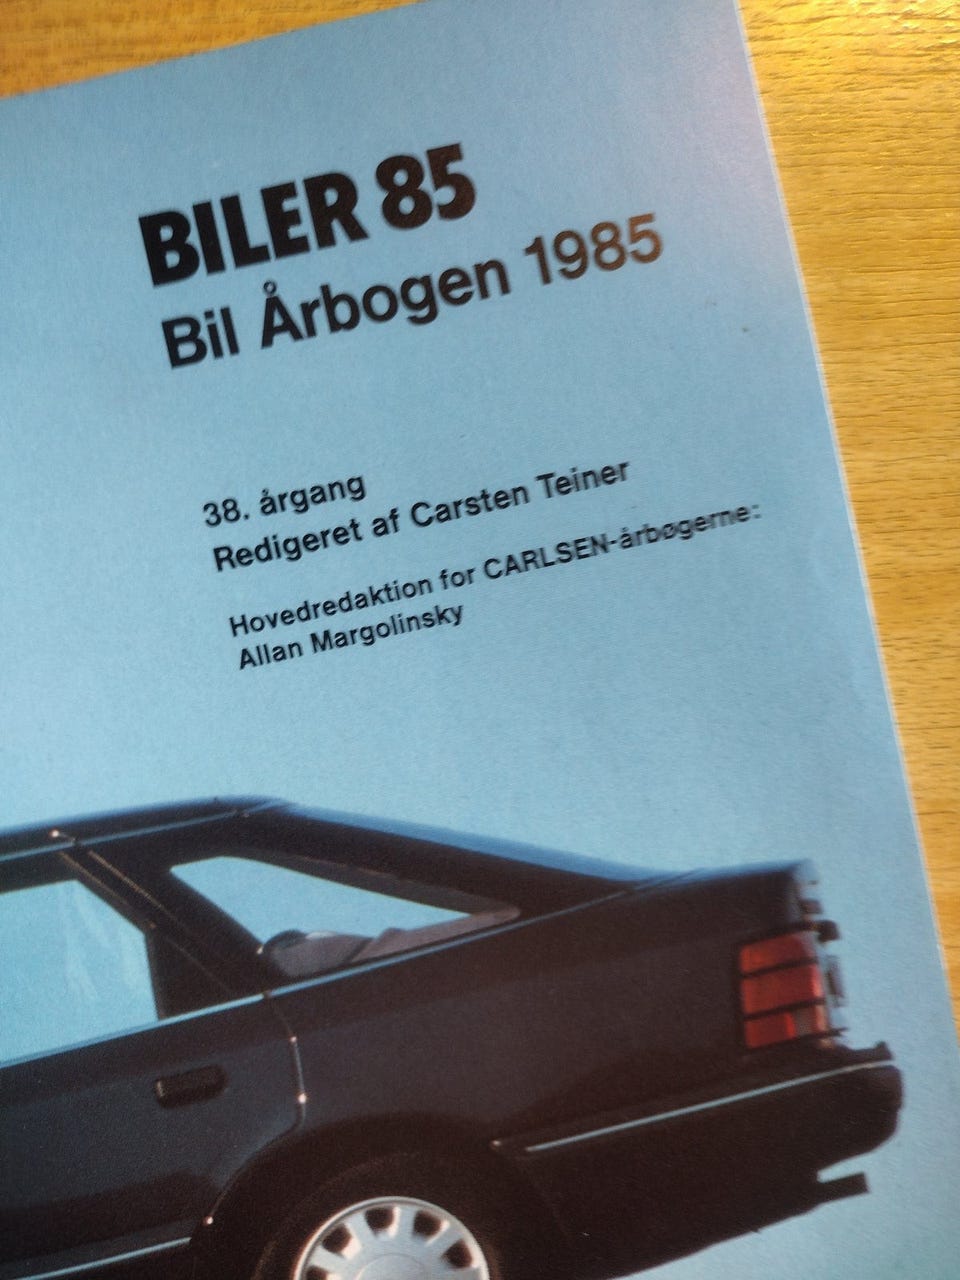 BILER 85
Bil Årbogen 1985
38. årgang
Redigeret af Carsten Teiner
Hovedredaktion for CARLSEN-årbøgerne:
Allan Margolinsky